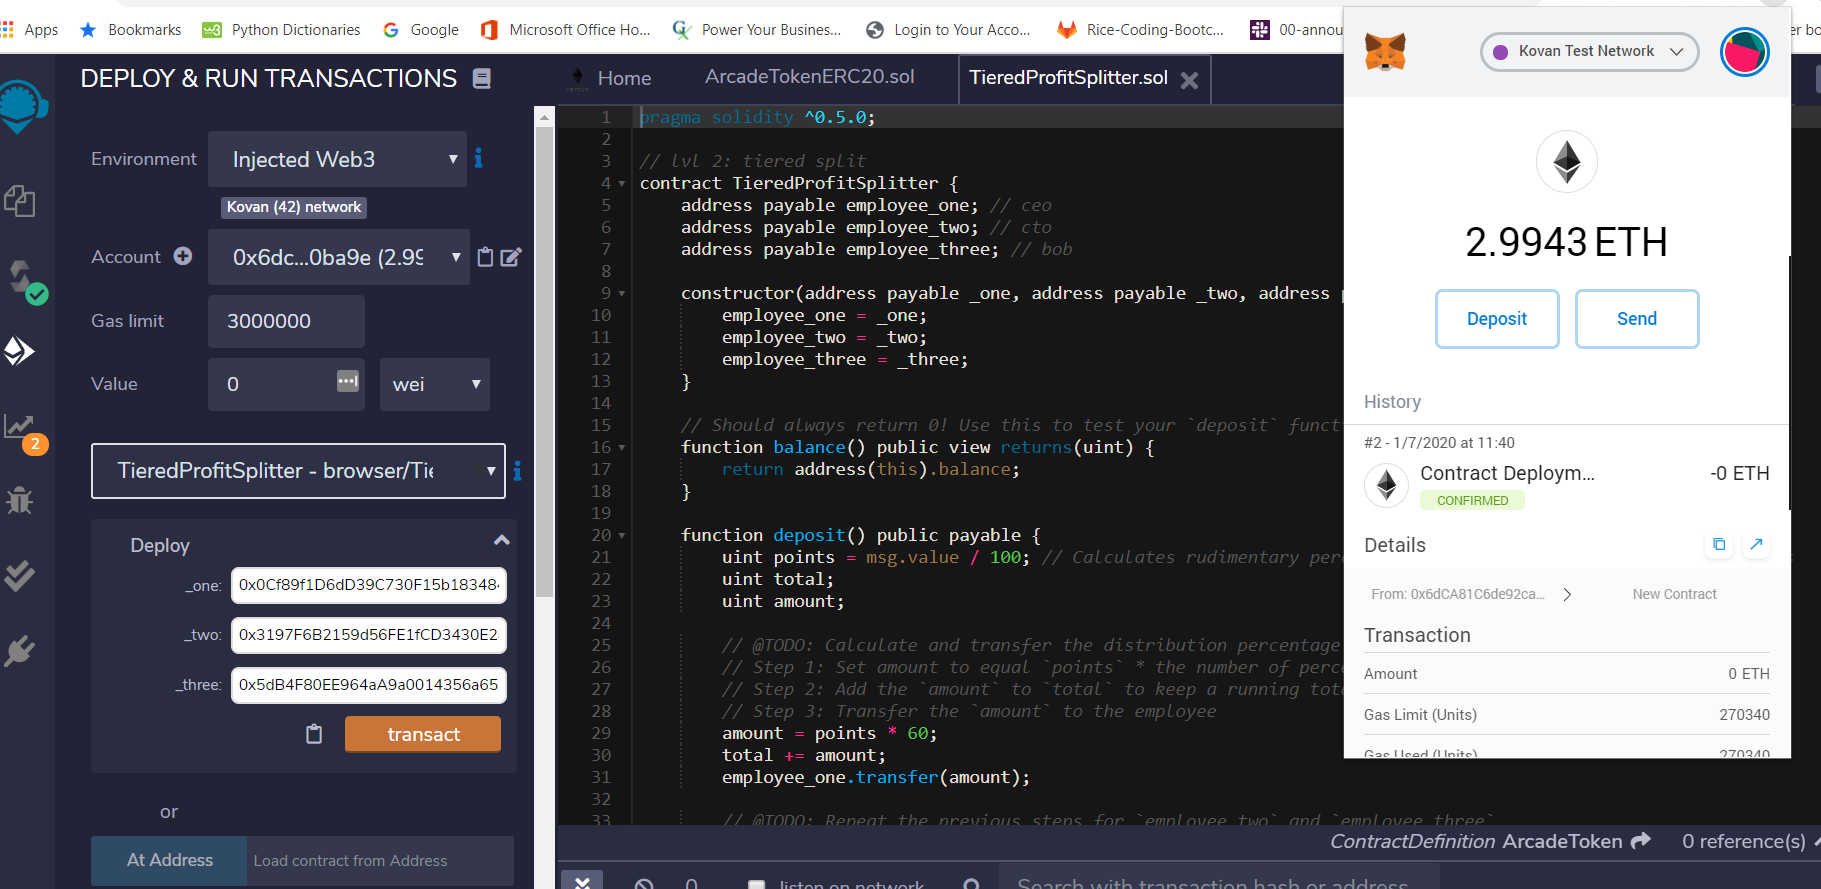 Apps Bookmarks Python Dictionaries Google Microsoft Office Ho... Power Your Busines... Login to Your Acco... Rice-Coding-Bootc... 00-annou er bo
DEPLOY & RUN TRANSACTIONS
Environment Injected Web3
Kovan (42) network
Account 0x6dc...0ba9e (2.99
Gas limit 3000000
Value 0 wei
2
TieredProfitSplitter - browser/Tie
Deploy
_one: 0x0Cf89f1D6dD39C730F15b18348
_two: 0x3197F6B2159d56FE1fCD3430E2
_three: 0x5dB4F80EE964aA9a0014356a65
transact
or
At Address Load contract from Address
Home ArcadeTokenERC20.sol TieredProfitSplitter.sol
1 pragma solidity ^0.5.0;
2
3 // lvl 2: tiered split
4 contract TieredProfitSplitter {
5 address payable employee_one; // ceo
6 address payable employee_two; // cto
7 address payable employee_three; // bob
8
9 constructor(address payable _one, address payable _two, address
10 employee_one = _one;
11 employee_two = _two;
12 employee_three = _three;
13 }
14
15 // Should always return 0! Use this to test your `deposit` funct
16 function balance() public view returns(uint) {
17 return address(this).balance;
18 }
19
20 function deposit() public payable {
21 uint points = msg.value / 100; // Calculates rudimentary per
22 uint total;
23 uint amount;
24
25 // @TODO: Calculate and transfer the distribution percentage
26 // Step 1: Set amount to equal `points` * the number of perc
27 // Step 2: Add the `amount` to `total` to keep a running tot
28 // Step 3: Transfer the `amount` to the employee
29 amount = points * 60;
30 total += amount;
31 employee_one.transfer(amount);
32
33 // @TODO: Repeat the previous steps for `employee_two` and `employee_three`
ContractDefinition ArcadeToken 0 reference(s)
0 listen on network Search with transaction hash or address
Kovan Test Network
2.9943 ETH
Deposit Send
History
#2 - 1/7/2020 at 11:40
Contract Deploym... -0 ETH
CONFIRMED
Details
From: 0x6dCA81C6de92ca... New Contract
Transaction
Amount 0 ETH
Gas Limit (Units) 270340
Gas Used (Units) 270340